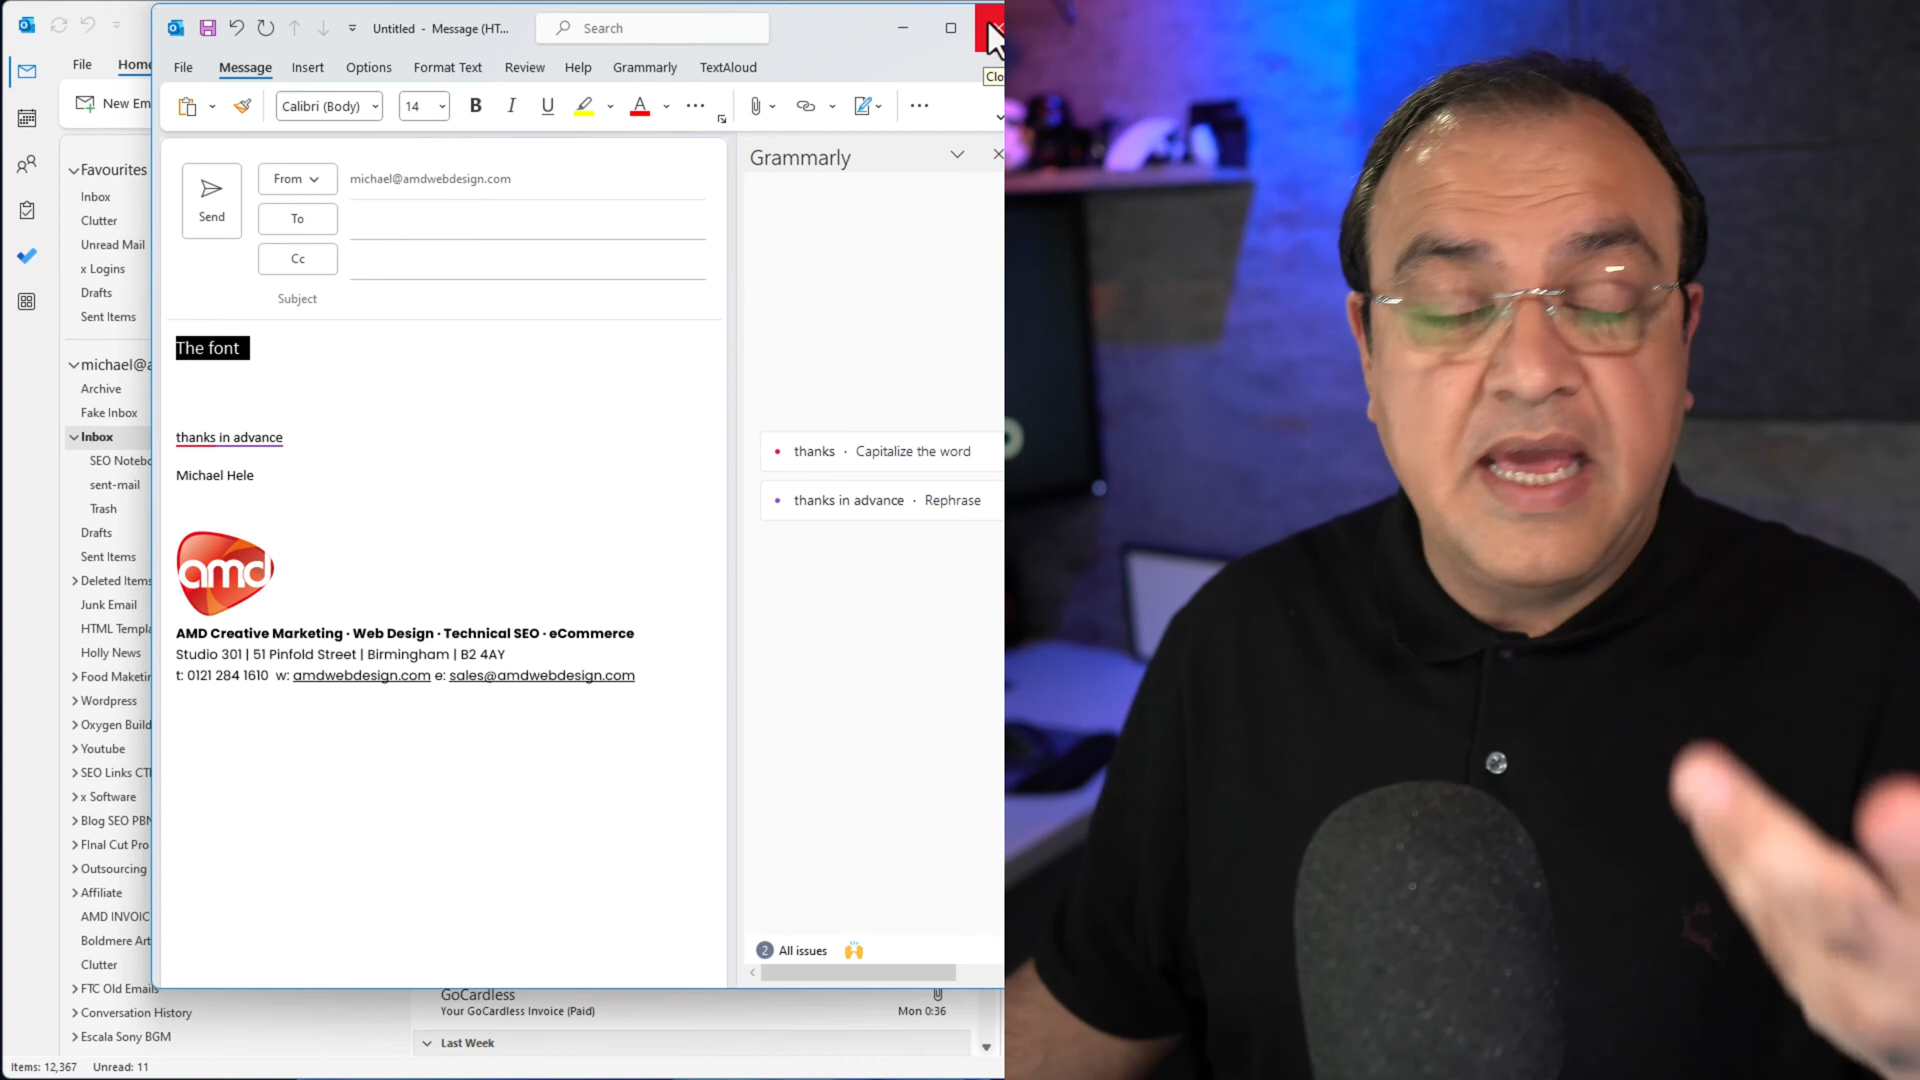 Untitled - Message (HT...
Search
File
Home
File
Message
Insert
Options
Format Text
Review
Help
Grammarly
TextAloud
Clo
New Em
Calibri (Body)
14
B
I
U
A
Favourites
Inbox
Clutter
Unread Mail
x Logins
Drafts
Sent Items
michael@a
Archive
Fake Inbox
Inbox
SEO Notebo
sent-mail
Trash
Drafts
Sent Items
Deleted Items
Junk Email
HTML Templa
Holly News
Food Maketin
Wordpress
Oxygen Build
Youtube
SEO Links CTI
x Software
Blog SEO PBN
FInal Cut Pro
Outsourcing
Affiliate
AMD INVOIC
Boldmere Art
Clutter
FTC Old Emails
Conversation History
Escala Sony BGM
Items: 12,367
Unread: 11
Send
From
michael@amdwebdesign.com
To
Cc
Subject
The font
thanks in advance
Michael Hele
amd
AMD Creative Marketing · Web Design · Technical SEO · eCommerce
Studio 301 | 51 Pinfold Street | Birmingham | B2 4AY
t: 0121 284 1610 w: amdwebdesign.com e: sales@amdwebdesign.com
Grammarly
thanks · Capitalize the word
thanks in advance · Rephrase
2 All issues
GoCardless
Your GoCardless Invoice (Paid)
Mon 0:36
Last Week